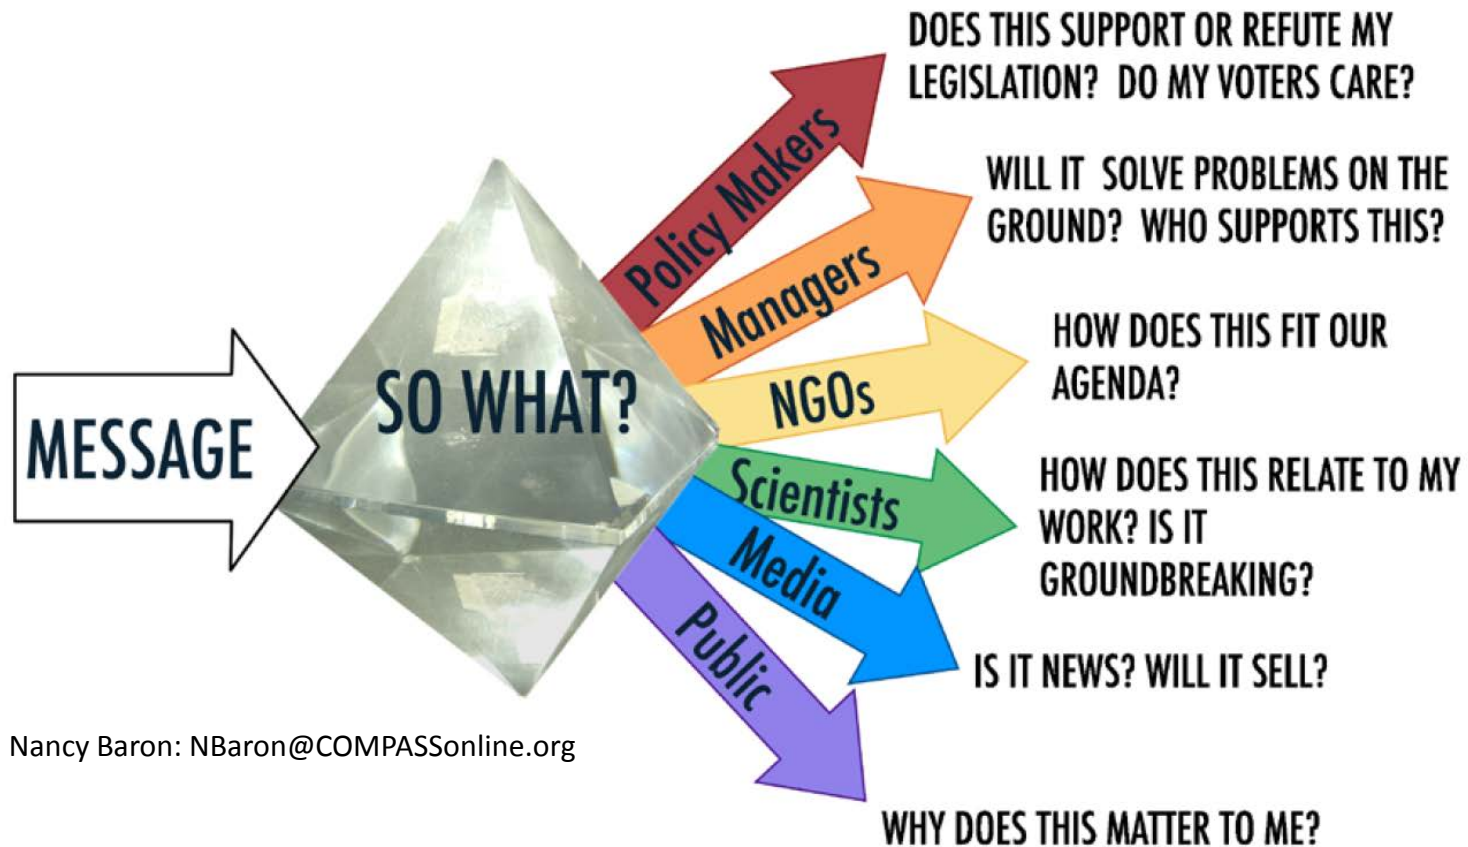 DOES THIS SUPPORT OR REFUTE MY
LEGISLATION? DO MY VOTERS CARE?
Policy Makers
WILL IT SOLVE PROBLEMS ON THE
GROUND? WHO SUPPORTS THIS?
Managers
HOW DOES THIS FIT OUR
AGENDA?
NGOs
MESSAGE
SO WHAT?
Scientists
HOW DOES THIS RELATE TO MY
WORK? IS IT
GROUNDBREAKING?
Media
IS IT NEWS? WILL IT SELL?
Public
WHY DOES THIS MATTER TO ME?
Nancy Baron: NBaron@COMPASSonline.org